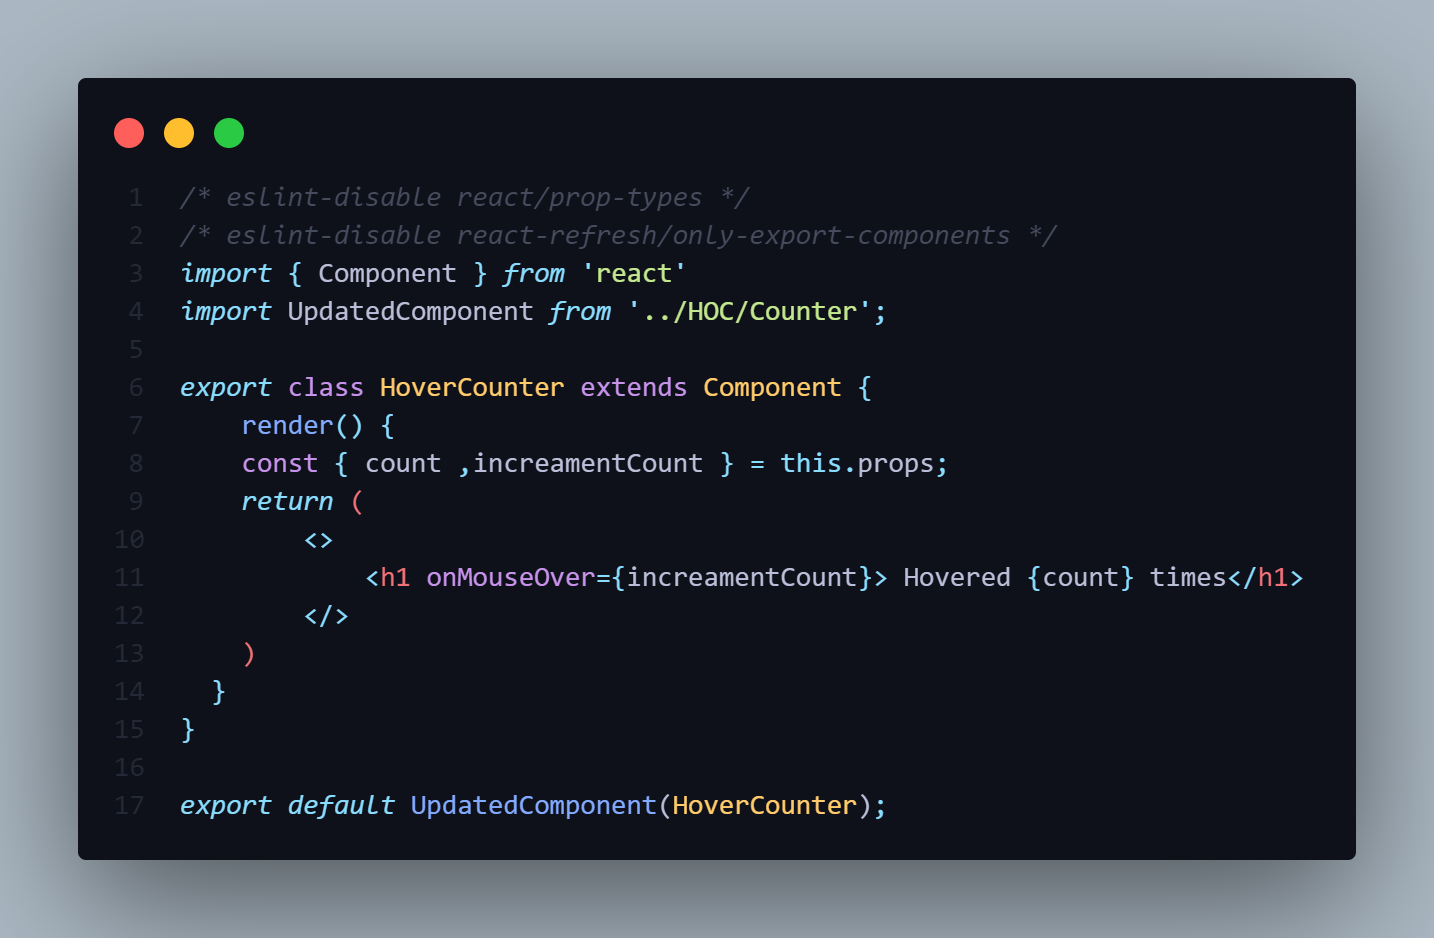 1 /* eslint-disable react/prop-types */
2 /* eslint-disable react-refresh/only-export-components */
3 import { Component } from 'react'
4 import UpdatedComponent from '../HOC/Counter';
5
6 export class HoverCounter extends Component {
7     render() {
8     const { count ,increamentCount } = this.props;
9     return (
10         <>
11             <h1 onMouseOver={increamentCount}> Hovered {count} times</h1>
12         </>
13     )
14   }
15 }
16
17 export default UpdatedComponent(HoverCounter);